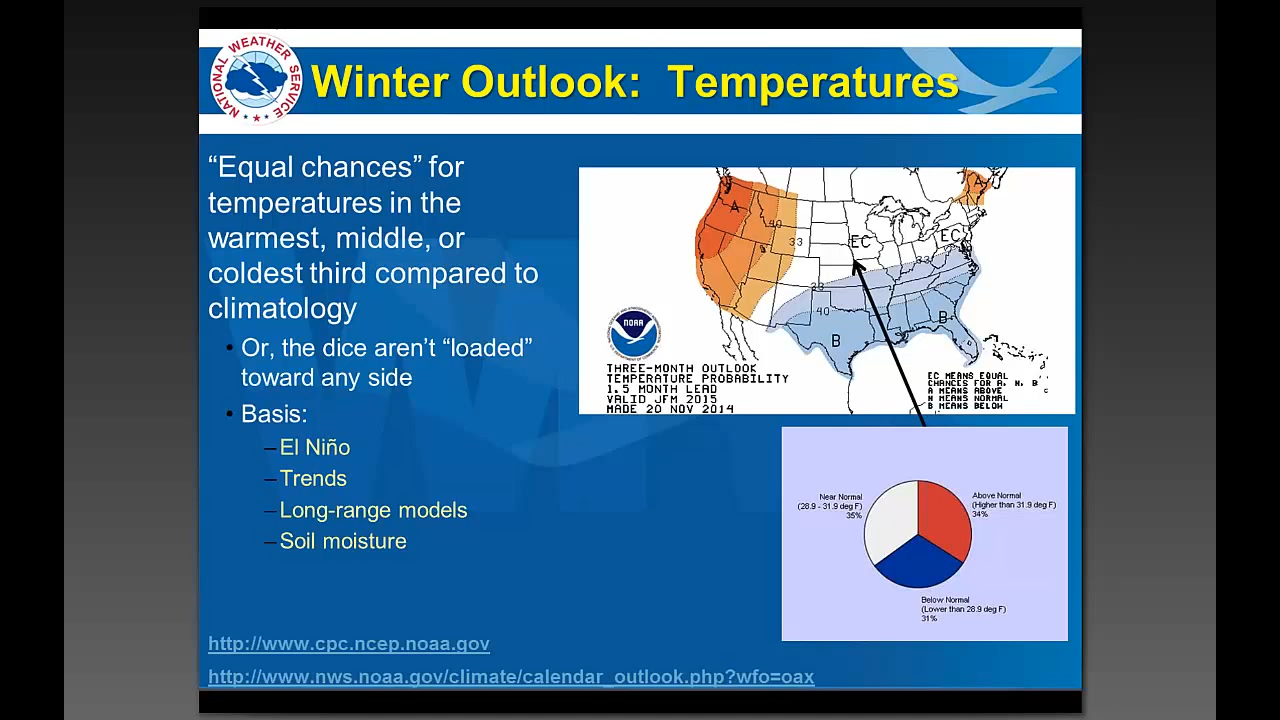 NATIONAL WEATHER SERVICE
Winter Outlook: Temperatures
“Equal chances” for
temperatures in the
warmest, middle, or
coldest third compared to
climatology
• Or, the dice aren’t “loaded”
toward any side
• Basis:
–El Niño
–Trends
–Long-range models
–Soil moisture
http://www.cpc.ncep.noaa.gov
http://www.nws.noaa.gov/climate/calendar_outlook.php?wfo=oax
A
40
33
EC
A
EC
33
33
40
B
B
NOAA
THREE-MONTH OUTLOOK
TEMPERATURE PROBABILITY
1.5 MONTH LEAD
VALID JFM 2015
MADE 20 NOV 2014
EC MEANS EQUAL
CHANCES FOR A, N, B
A MEANS ABOVE
N MEANS NORMAL
B MEANS BELOW
Near Normal
(28.9 - 31.9 deg F)
35%
Above Normal
(Higher than 31.9 deg F)
34%
Below Normal
(Lower than 28.9 deg F)
31%